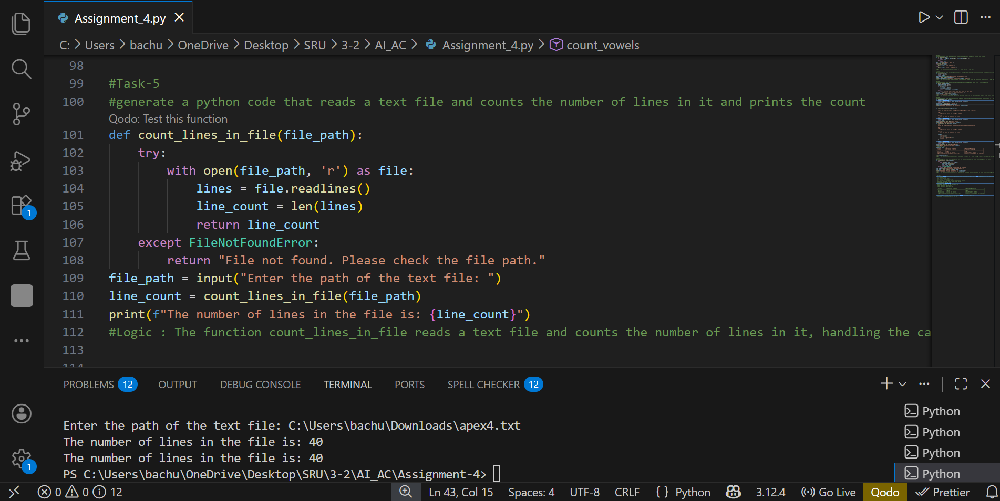 Assignment_4.py
C: > Users > bachu > OneDrive > Desktop > SRU > 3-2 > AI_AC > Assignment_4.py > count_vowels
98
99 #Task-5
100 #generate a python code that reads a text file and counts the number of lines in it and prints the count
Qodo: Test this function
101 def count_lines_in_file(file_path):
102 try:
103 with open(file_path, 'r') as file:
104 lines = file.readlines()
105 line_count = len(lines)
106 return line_count
107 except FileNotFoundError:
108 return "File not found. Please check the file path."
109 file_path = input("Enter the path of the text file: ")
110 line_count = count_lines_in_file(file_path)
111 print(f"The number of lines in the file is: {line_count}")
112 #Logic : The function count_lines_in_file reads a text file and counts the number of lines in it, handling the ca
113
114
PROBLEMS 12 OUTPUT DEBUG CONSOLE TERMINAL PORTS SPELL CHECKER 12
Enter the path of the text file: C:\Users\bachu\Downloads\apex4.txt
The number of lines in the file is: 40
The number of lines in the file is: 40
PS C:\Users\bachu\OneDrive\Desktop\SRU\3-2\AI_AC\Assignment-4>
Python
Python
Python
Python
1
1
0 0 12 Ln 43, Col 15 Spaces: 4 UTF-8 CRLF { } Python 3.12.4 Go Live Qodo Prettier